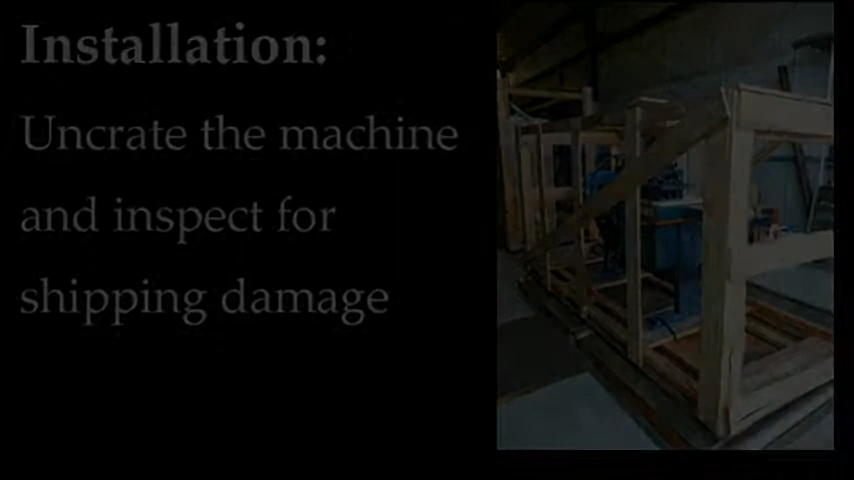 Installation:
Uncrate the machine
and inspect for
shipping damage